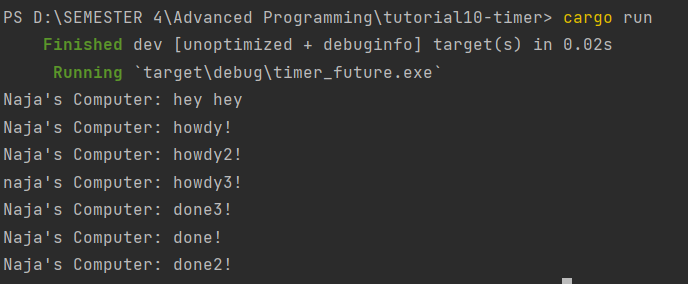 PS D:\SEMESTER 4\Advanced Programming\tutorial10-timer> cargo run
Finished dev [unoptimized + debuginfo] target(s) in 0.02s
Running `target\debug\timer_future.exe`
Naja's Computer: hey hey
Naja's Computer: howdy!
Naja's Computer: howdy2!
naja's Computer: howdy3!
Naja's Computer: done3!
Naja's Computer: done!
Naja's Computer: done2!